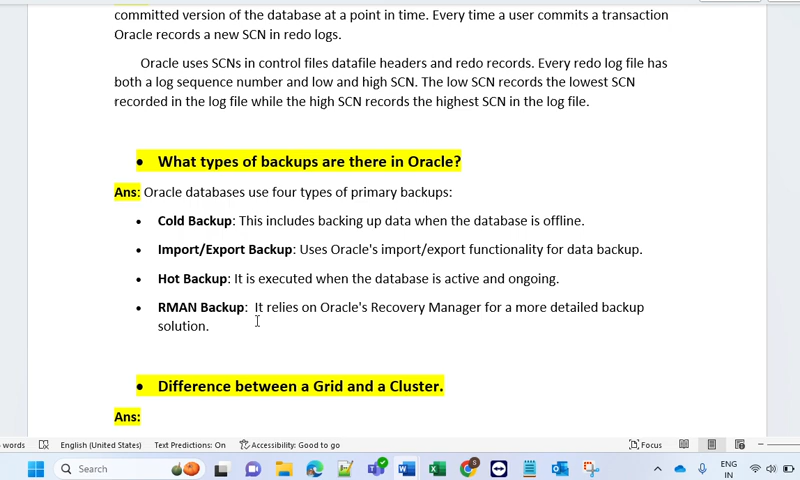 committed version of the database at a point in time. Every time a user commits a transaction
Oracle records a new SCN in redo logs.
Oracle uses SCNs in control files datafile headers and redo records. Every redo log file has
both a log sequence number and low and high SCN. The low SCN records the lowest SCN
recorded in the log file while the high SCN records the highest SCN in the log file.
• What types of backups are there in Oracle?
Ans: Oracle databases use four types of primary backups:
• Cold Backup: This includes backing up data when the database is offline.
• Import/Export Backup: Uses Oracle's import/export functionality for data backup.
• Hot Backup: It is executed when the database is active and ongoing.
• RMAN Backup: It relies on Oracle's Recovery Manager for a more detailed backup
solution.
• Difference between a Grid and a Cluster.
Ans:
words English (United States) Text Predictions: On Accessibility: Good to go Focus
Search
ENG
IN